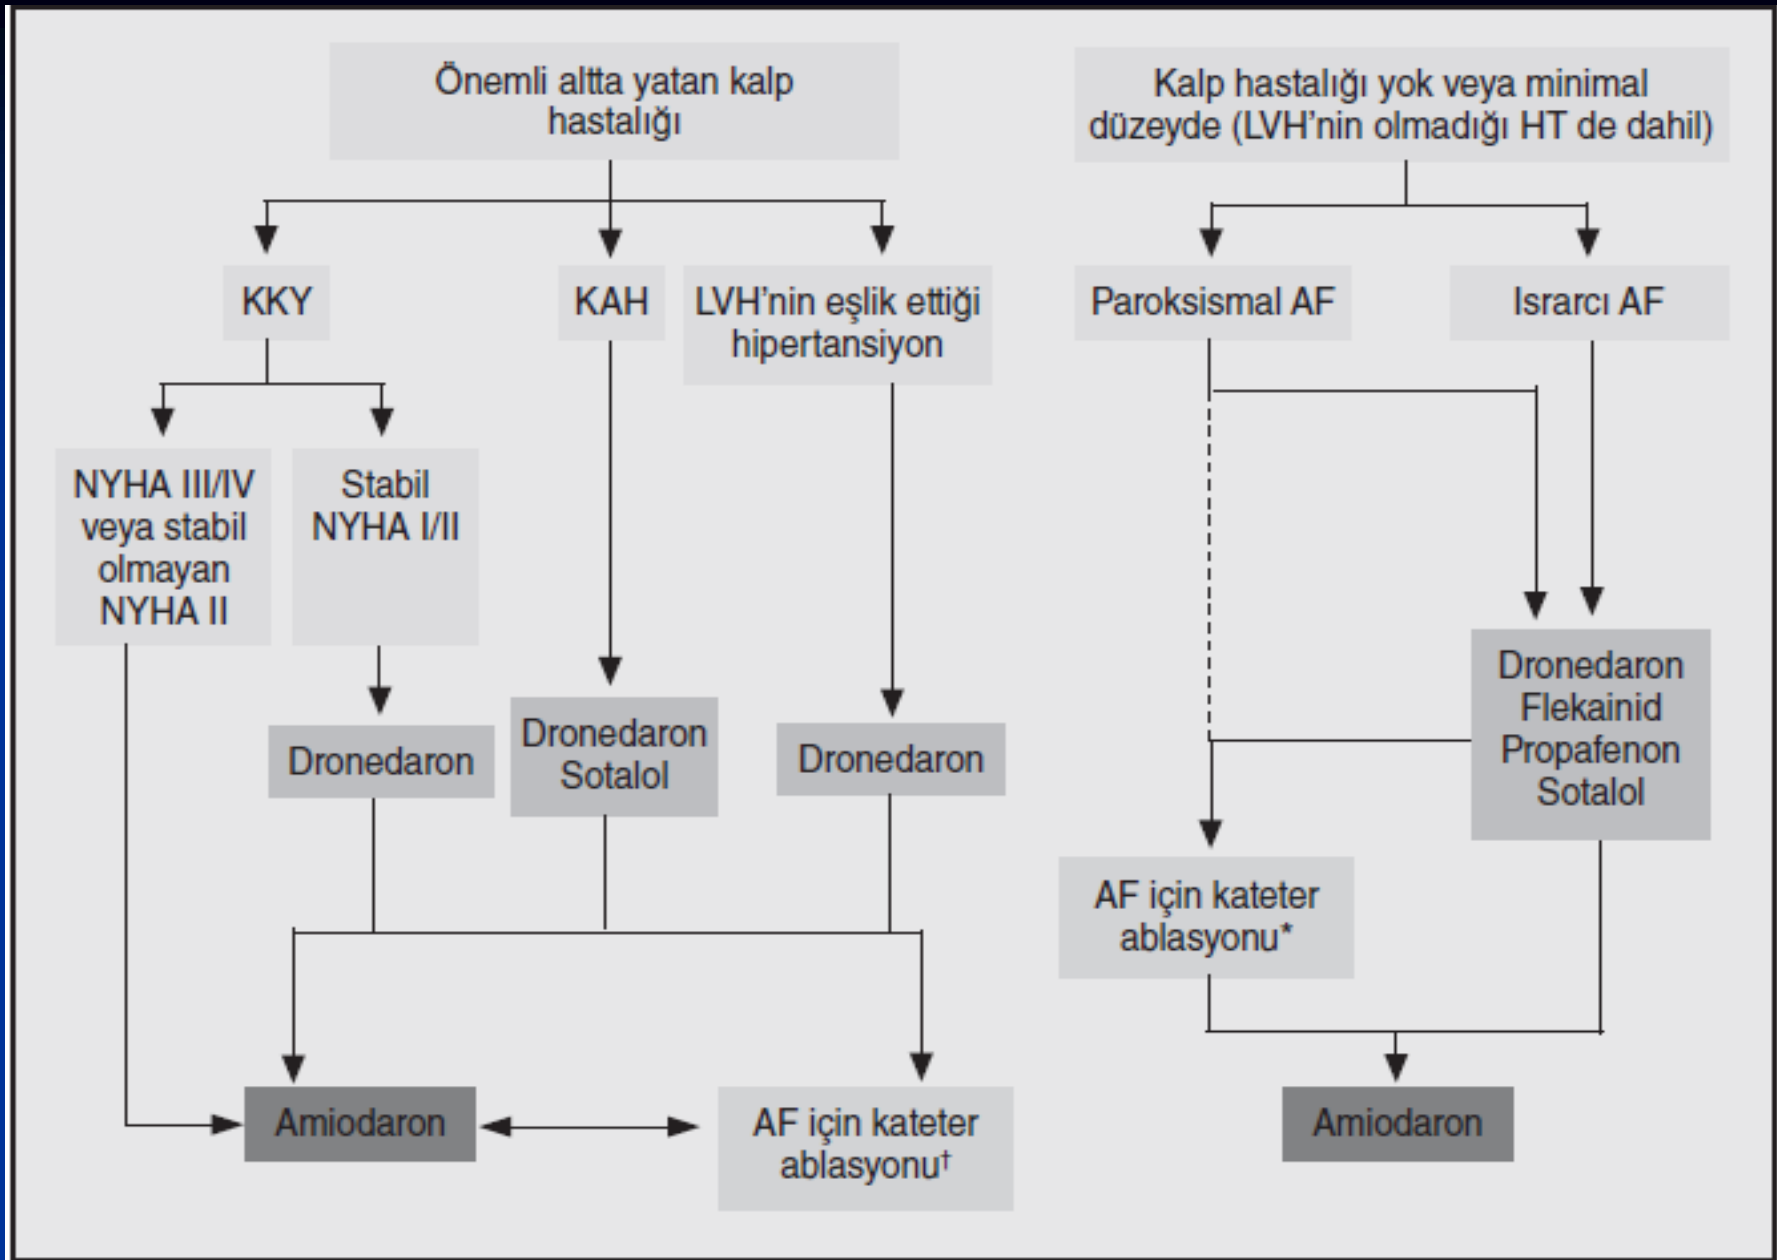 Önemli altta yatan kalp
hastalığı
KKY
KAH
LVH’nin eşlik ettiği
hipertansiyon
NYHA III/IV
veya stabil
olmayan
NYHA II
Stabil
NYHA I/II
Dronedaron
Dronedaron
Sotalol
Dronedaron
Amiodaron
AF için kateter
ablasyonu†
Kalp hastalığı yok veya minimal
düzeyde (LVH’nin olmadığı HT de dahil)
Paroksismal AF
Israrcı AF
Dronedaron
Flekainid
Propafenon
Sotalol
AF için kateter
ablasyonu*
Amiodaron